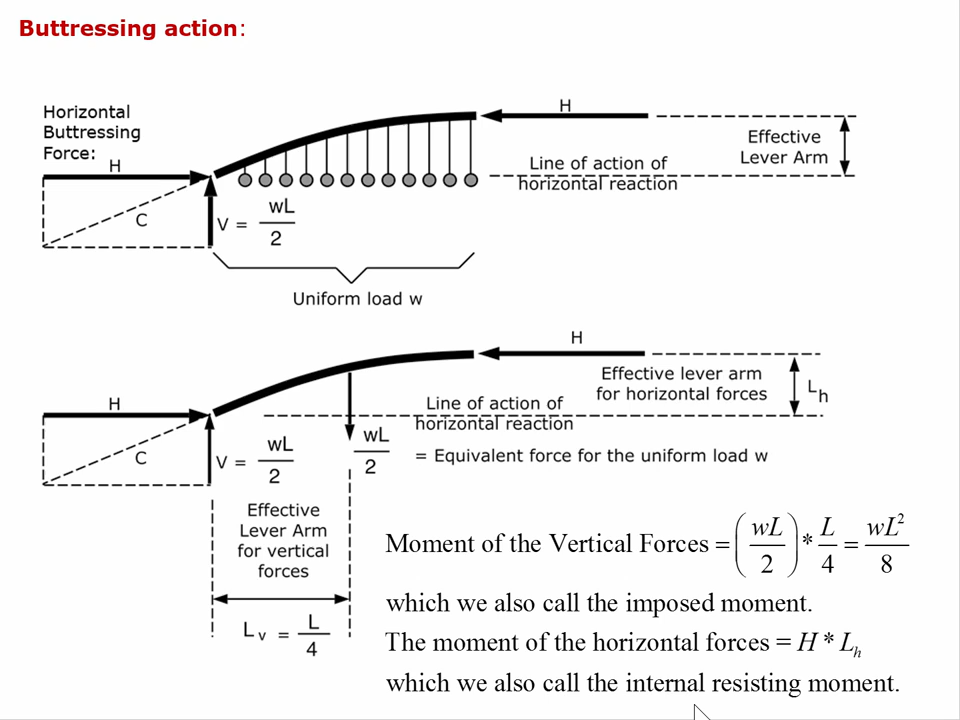 Buttressing action:
Horizontal
Buttressing
Force:
H
H
Effective
Lever Arm
Line of action of
horizontal reaction
C
V = wL/2
Uniform load w
H
Effective lever arm
for horizontal forces
L_h
H
Line of action of
horizontal reaction
C
V = wL/2
wL/2 = Equivalent force for the uniform load w
Effective
Lever Arm
for vertical
forces
L_v = L/4
Moment of the Vertical Forces = (wL/2) * L/4 = wL²/8
which we also call the imposed moment.
The moment of the horizontal forces = H * L_h
which we also call the internal resisting moment.